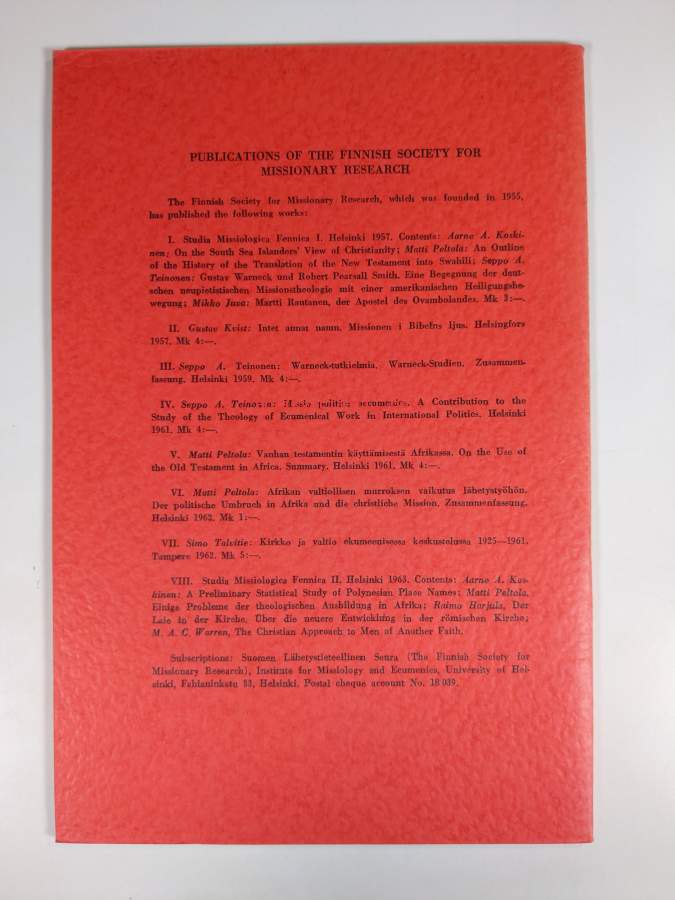 PUBLICATIONS OF THE FINNISH SOCIETY FOR
MISSIONARY RESEARCH
The Finnish Society for Missionary Research, which was founded in 1955,
has published the following works:
I. Studia Missiologica Fennica I. Helsinki 1957. Contents: Aarne A. Koski-
nen; On the South Sea Islanders' View of Christianity; Matti Peltola: An Outline
of the History of the Translation of the New Testament into Swahili; Seppo A.
Teinonen: Gustav Warneck und Robert Pearsall Smith. Eine Begegnung der deut-
schen neupietistischen Missionstheologie mit einer amerikanischen Heiligungsbe-
wegung; Mikko Juva: Martti Rautanen, der Apostel des Ovambolandes. Mk 3:—.
II. Gustav Kvist: Intet annat namn. Missionen i Bibelns ljus. Helsingfors
1957. Mk 4:—.
III. Seppo A. Teinonen: Warneck-tutkielmia. Warneck-Studien. Zusammen-
fassung. Helsinki 1959. Mk 4:—.
IV. Seppo A. Teinonen: Missio politica oecumenica. A Contribution to the
Study of the Theology of Ecumenical Work in International Politics. Helsinki
1961. Mk 4:—.
V. Matti Peltola: Vanhan testamentin käyttämisestä Afrikassa. On the Use of
the Old Testament in Africa. Summary. Helsinki 1961. Mk 4:—.
VI. Matti Peltola: Afrikan valtiollisen murroksen vaikutus lähetystyöhön.
Der politische Umbruch in Afrika und die christliche Mission. Zusammenfassung.
Helsinki 1962. Mk 1:—.
VII. Simo Talvitie: Kirkko ja valtio ekumeenisessa keskustelussa 1925—1961.
Tampere 1962. Mk 5:—.
VIII. Studia Missiologica Fennica II. Helsinki 1963. Contents: Aarne A. Kos-
kinen: A Preliminary Statistical Study of Polynesian Place Names; Matti Peltola,
Einige Probleme der theologischen Ausbildung in Afrika; Raimo Harjula, Der
Laie in der Kirche. Über die neuere Entwicklung in der römischen Kirche;
M. A. C. Warren, The Christian Approach to Men of Another Faith.
Subscriptions: Suomen Lähetystieteellinen Seura (The Finnish Society for
Missionary Research), Institute for Missiology and Ecumenics, University of Hel-
sinki, Fabianinkatu 33, Helsinki. Postal cheque account No. 18 039.